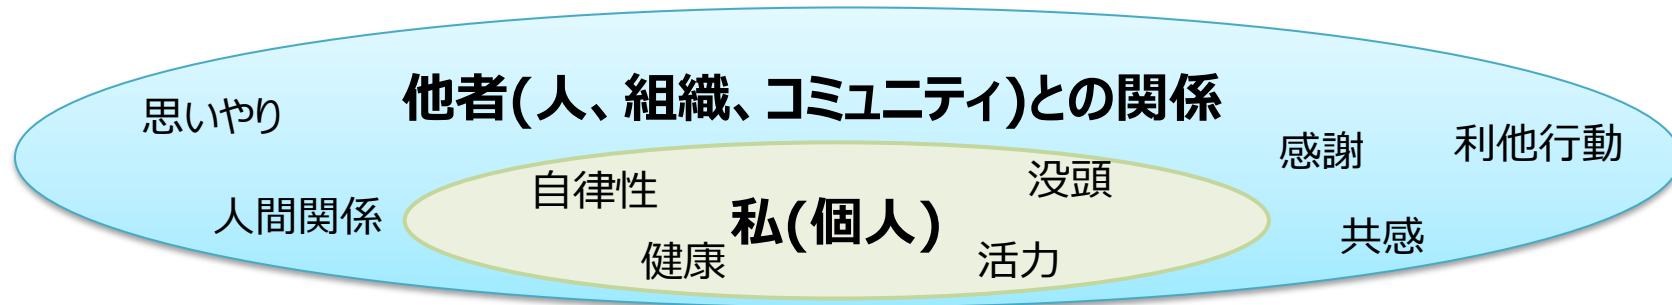 他者(人、組織、コミュニティ)との関係
思いやり
感謝
利他行動
人間関係
共感
自律性
没頭
私(個人)
健康
活力